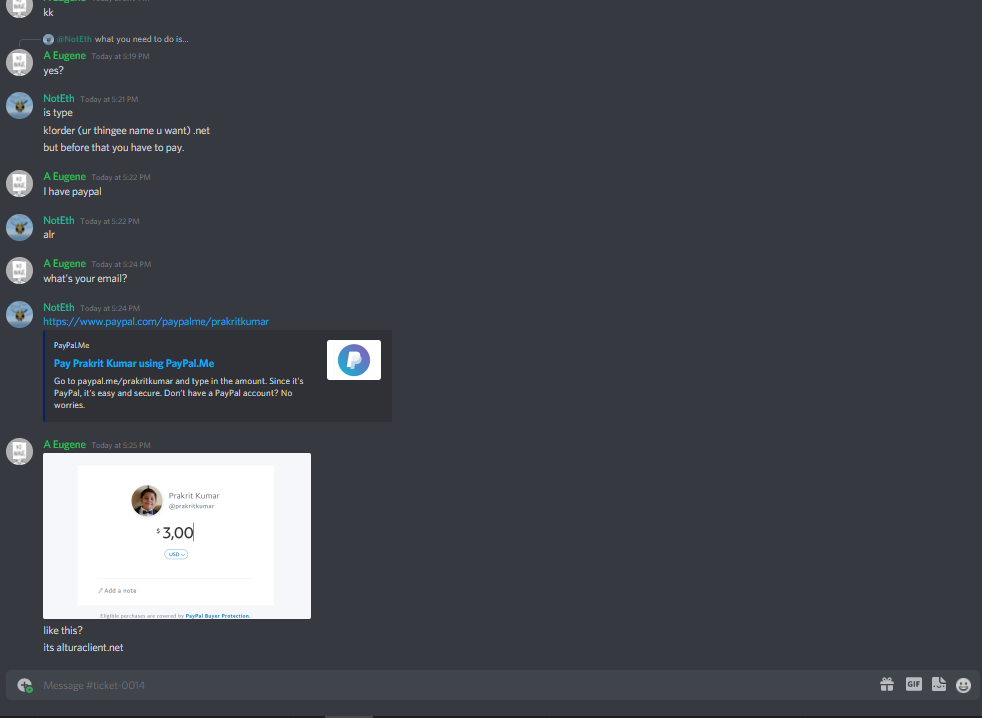 A Eugene
kk
@NotEth what you need to do is...
A Eugene Today at 5:19 PM
yes?
NotEth Today at 5:21 PM
is type
k!order (ur thingee name u want) .net
but before that you have to pay.
A Eugene Today at 5:22 PM
I have paypal
NotEth Today at 5:22 PM
alr
A Eugene Today at 5:24 PM
what's your email?
NotEth Today at 5:24 PM
https://www.paypal.com/paypalme/prakritkumar
PayPal.Me
Pay Prakrit Kumar using PayPal.Me
Go to paypal.me/prakritkumar and type in the amount. Since it's
PayPal, it's easy and secure. Don't have a PayPal account? No
worries.
A Eugene Today at 5:25 PM
Prakrit Kumar
@prakritkumar
$ 3,00
USD
Add a note
Eligible purchases are covered by PayPal Buyer Protection.
like this?
its alturaclient.net
Message #ticket-0014
GIF